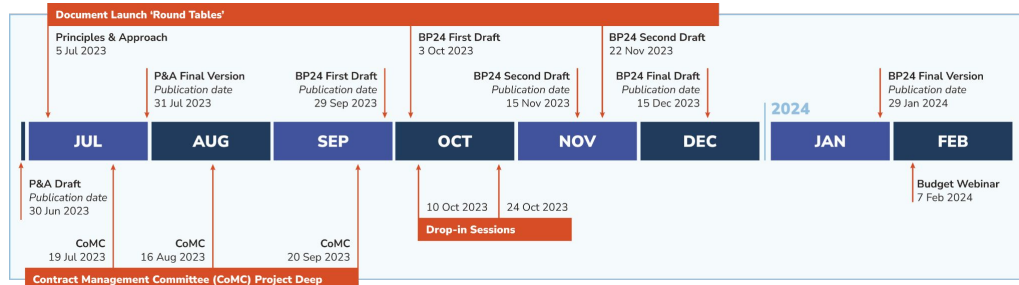 Document Launch ‘Round Tables’
Principles & Approach
5 Jul 2023
BP24 First Draft
3 Oct 2023
BP24 Second Draft
22 Nov 2023
P&A Final Version
Publication date
31 Jul 2023
BP24 First Draft
Publication date
29 Sep 2023
BP24 Second Draft
Publication date
15 Nov 2023
BP24 Final Draft
Publication date
15 Dec 2023
BP24 Final Version
Publication date
29 Jan 2024
2024
JUL
AUG
SEP
OCT
NOV
DEC
JAN
FEB
P&A Draft
Publication date
30 Jun 2023
10 Oct 2023
24 Oct 2023
Drop-in Sessions
Budget Webinar
7 Feb 2024
CoMC
19 Jul 2023
CoMC
16 Aug 2023
CoMC
20 Sep 2023
Contract Management Committee (CoMC) Project Deep